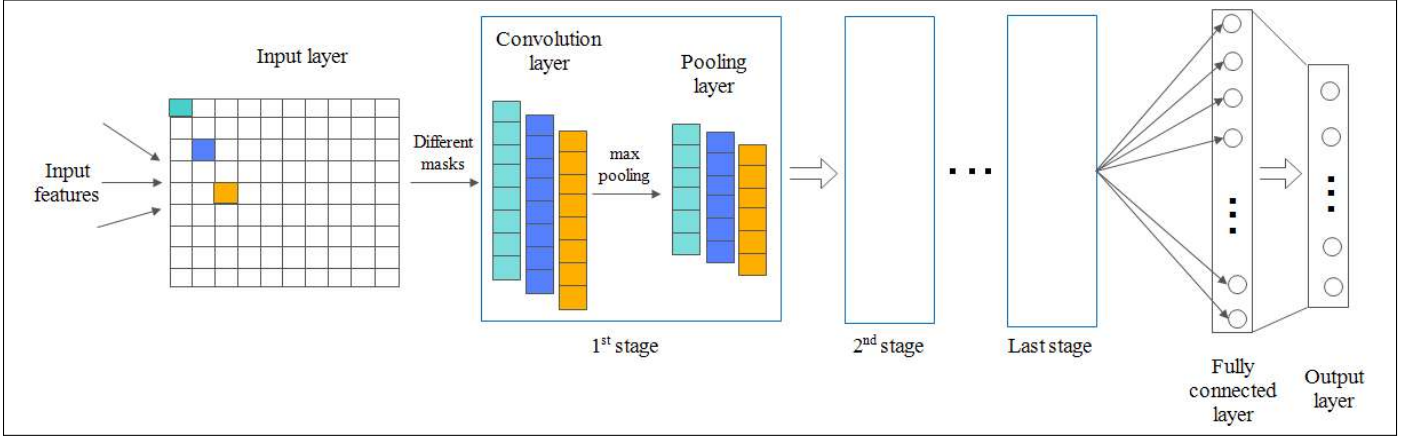 Input layer
Input
features
Different
masks
Convolution
layer
max
pooling
Pooling
layer
1st stage
2nd stage
Last stage
Fully
connected
layer
Output
layer